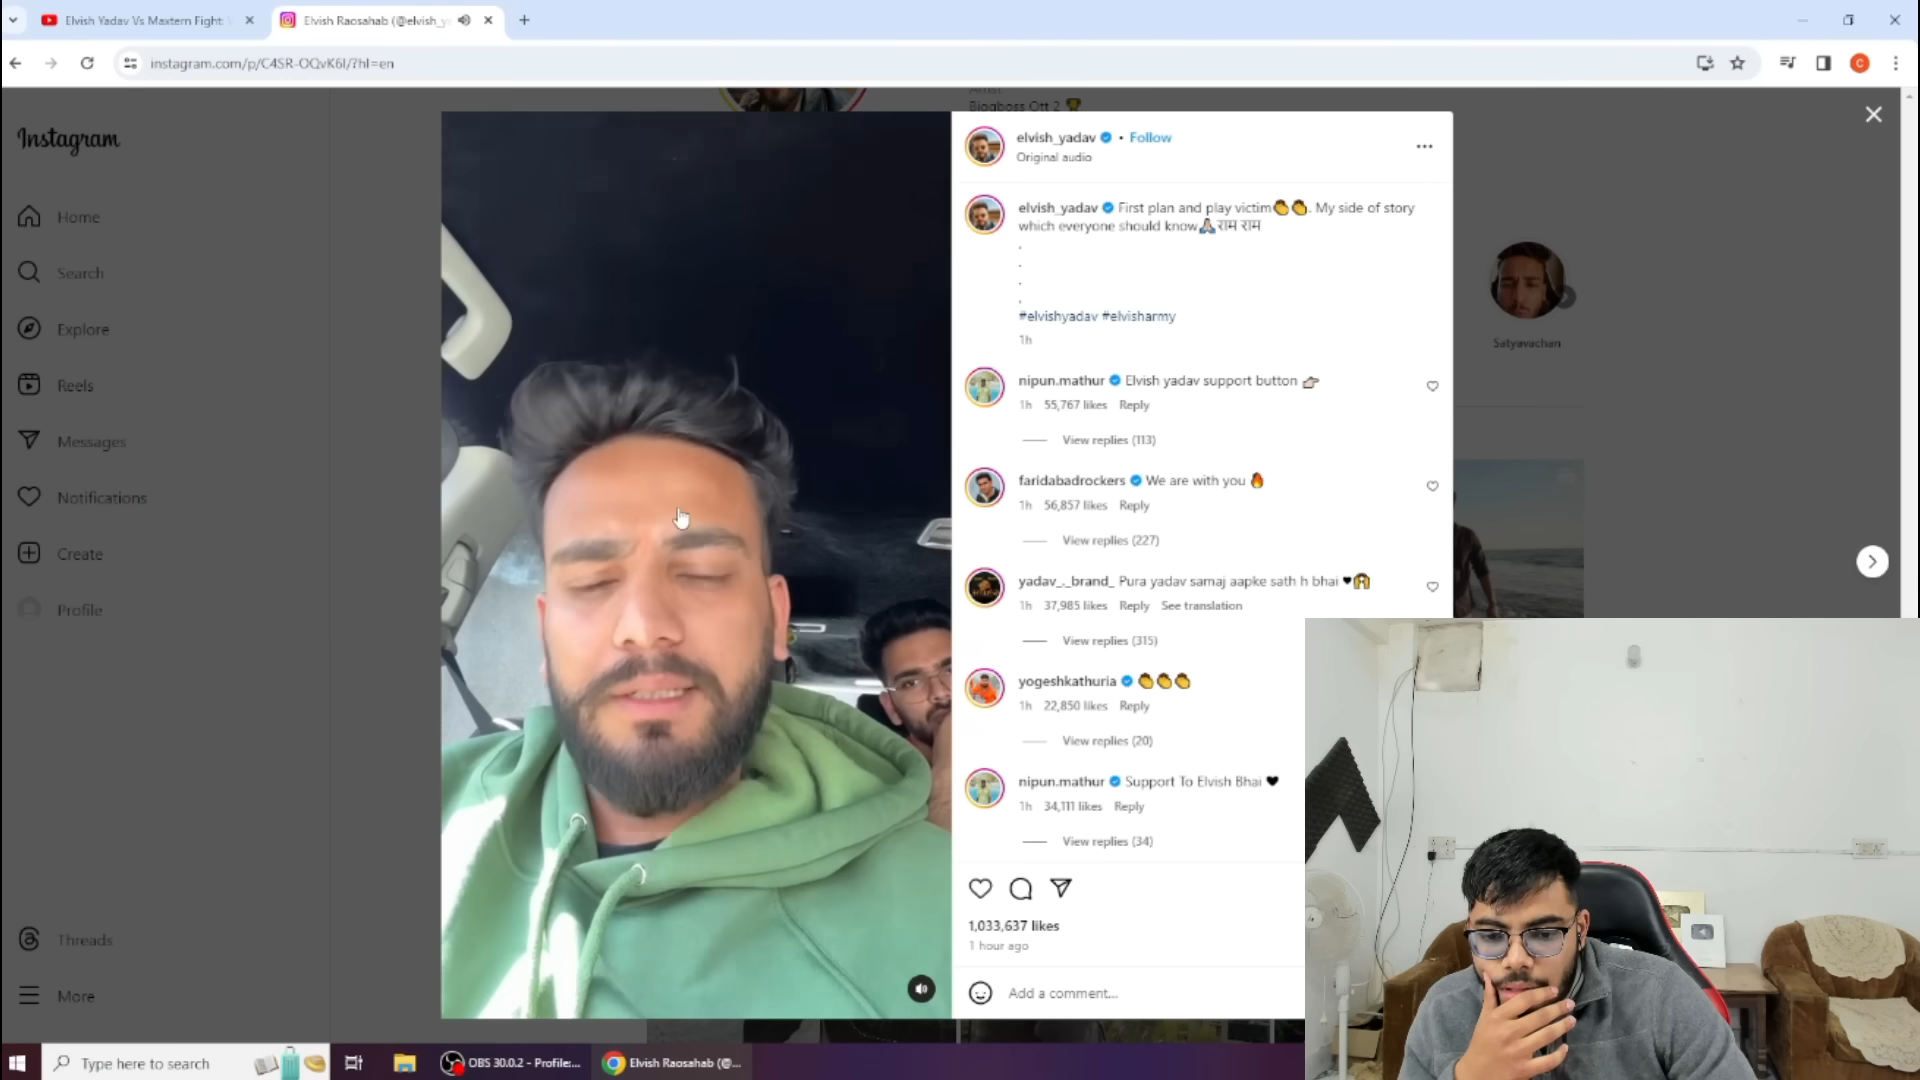 Elvish Yadav Vs Maxtern Fight:
Elvish Raosahab (@elvish_y
instagram.com/p/C4SR-OQvK6I/?hl=en
C
Artist
Biggboss Ott 2 🏆
Instagram
Home
Search
Explore
Reels
Messages
Notifications
Create
Profile
Threads
More
elvish_yadav • Follow
Original audio
elvish_yadav First plan and play victim👏👏. My side of story
which everyone should know🙏🏻राम राम
.
.
.
.
#elvishyadav #elvisharmy
1h
nipun.mathur Elvish yadav support button 👉🏻
1h 55,767 likes Reply
View replies (113)
faridabadrockers We are with you 🔥
1h 56,857 likes Reply
View replies (227)
yadav_._brand_ Pura yadav samaj aapke sath h bhai ♥️🙌
1h 37,985 likes Reply See translation
View replies (315)
yogeshkathuria 👏👏👏
1h 22,850 likes Reply
View replies (20)
nipun.mathur Support To Elvish Bhai ♥
1h 34,111 likes Reply
View replies (34)
1,033,637 likes
1 hour ago
Add a comment...
Satyavachan
Type here to search
OBS 30.0.2 - Profile:...
Elvish Raosahab (@...